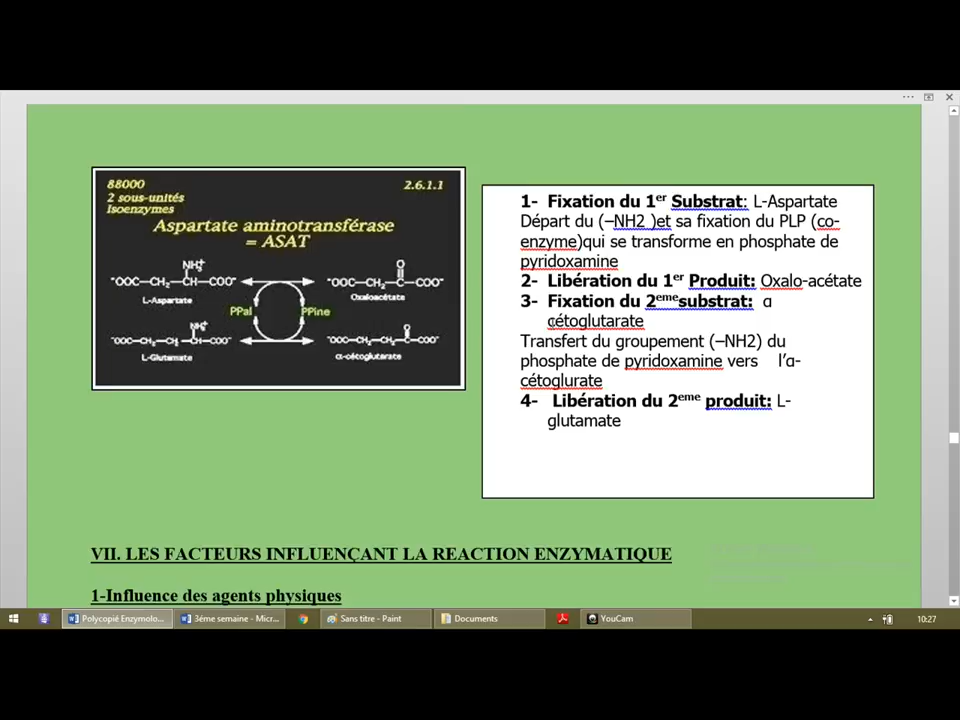 88000
2.6.1.1
2 sous-unités
Isoenzymes
Aspartate aminotransférase
= ASAT
NH3+
-OOC—CH2—CH—COO-
L-Aspartate
O
-OOC—CH2—C—COO-
Oxaloacétate
PPal
PPine
NH3+
-OOC—CH2—CH2—CH—COO-
L-Glutamate
O
-OOC—CH2—CH2—C—COO-
α-cétoglutarate
1- Fixation du 1er Substrat: L-Aspartate
Départ du (–NH2 )et sa fixation du PLP (co-
enzyme)qui se transforme en phosphate de
pyridoxamine
2- Libération du 1er Produit: Oxalo-acétate
3- Fixation du 2emesubstrat: α
cétoglutarate
Transfert du groupement (–NH2) du
phosphate de pyridoxamine vers l’α-
cétoglurate
4- Libération du 2eme produit: L-
glutamate
VII. LES FACTEURS INFLUENÇANT LA REACTION ENZYMATIQUE
1-Influence des agents physiques
Polycopié Enzymolo...
3éme semaine - Micr...
Sans titre - Paint
Documents
YouCam
10:27